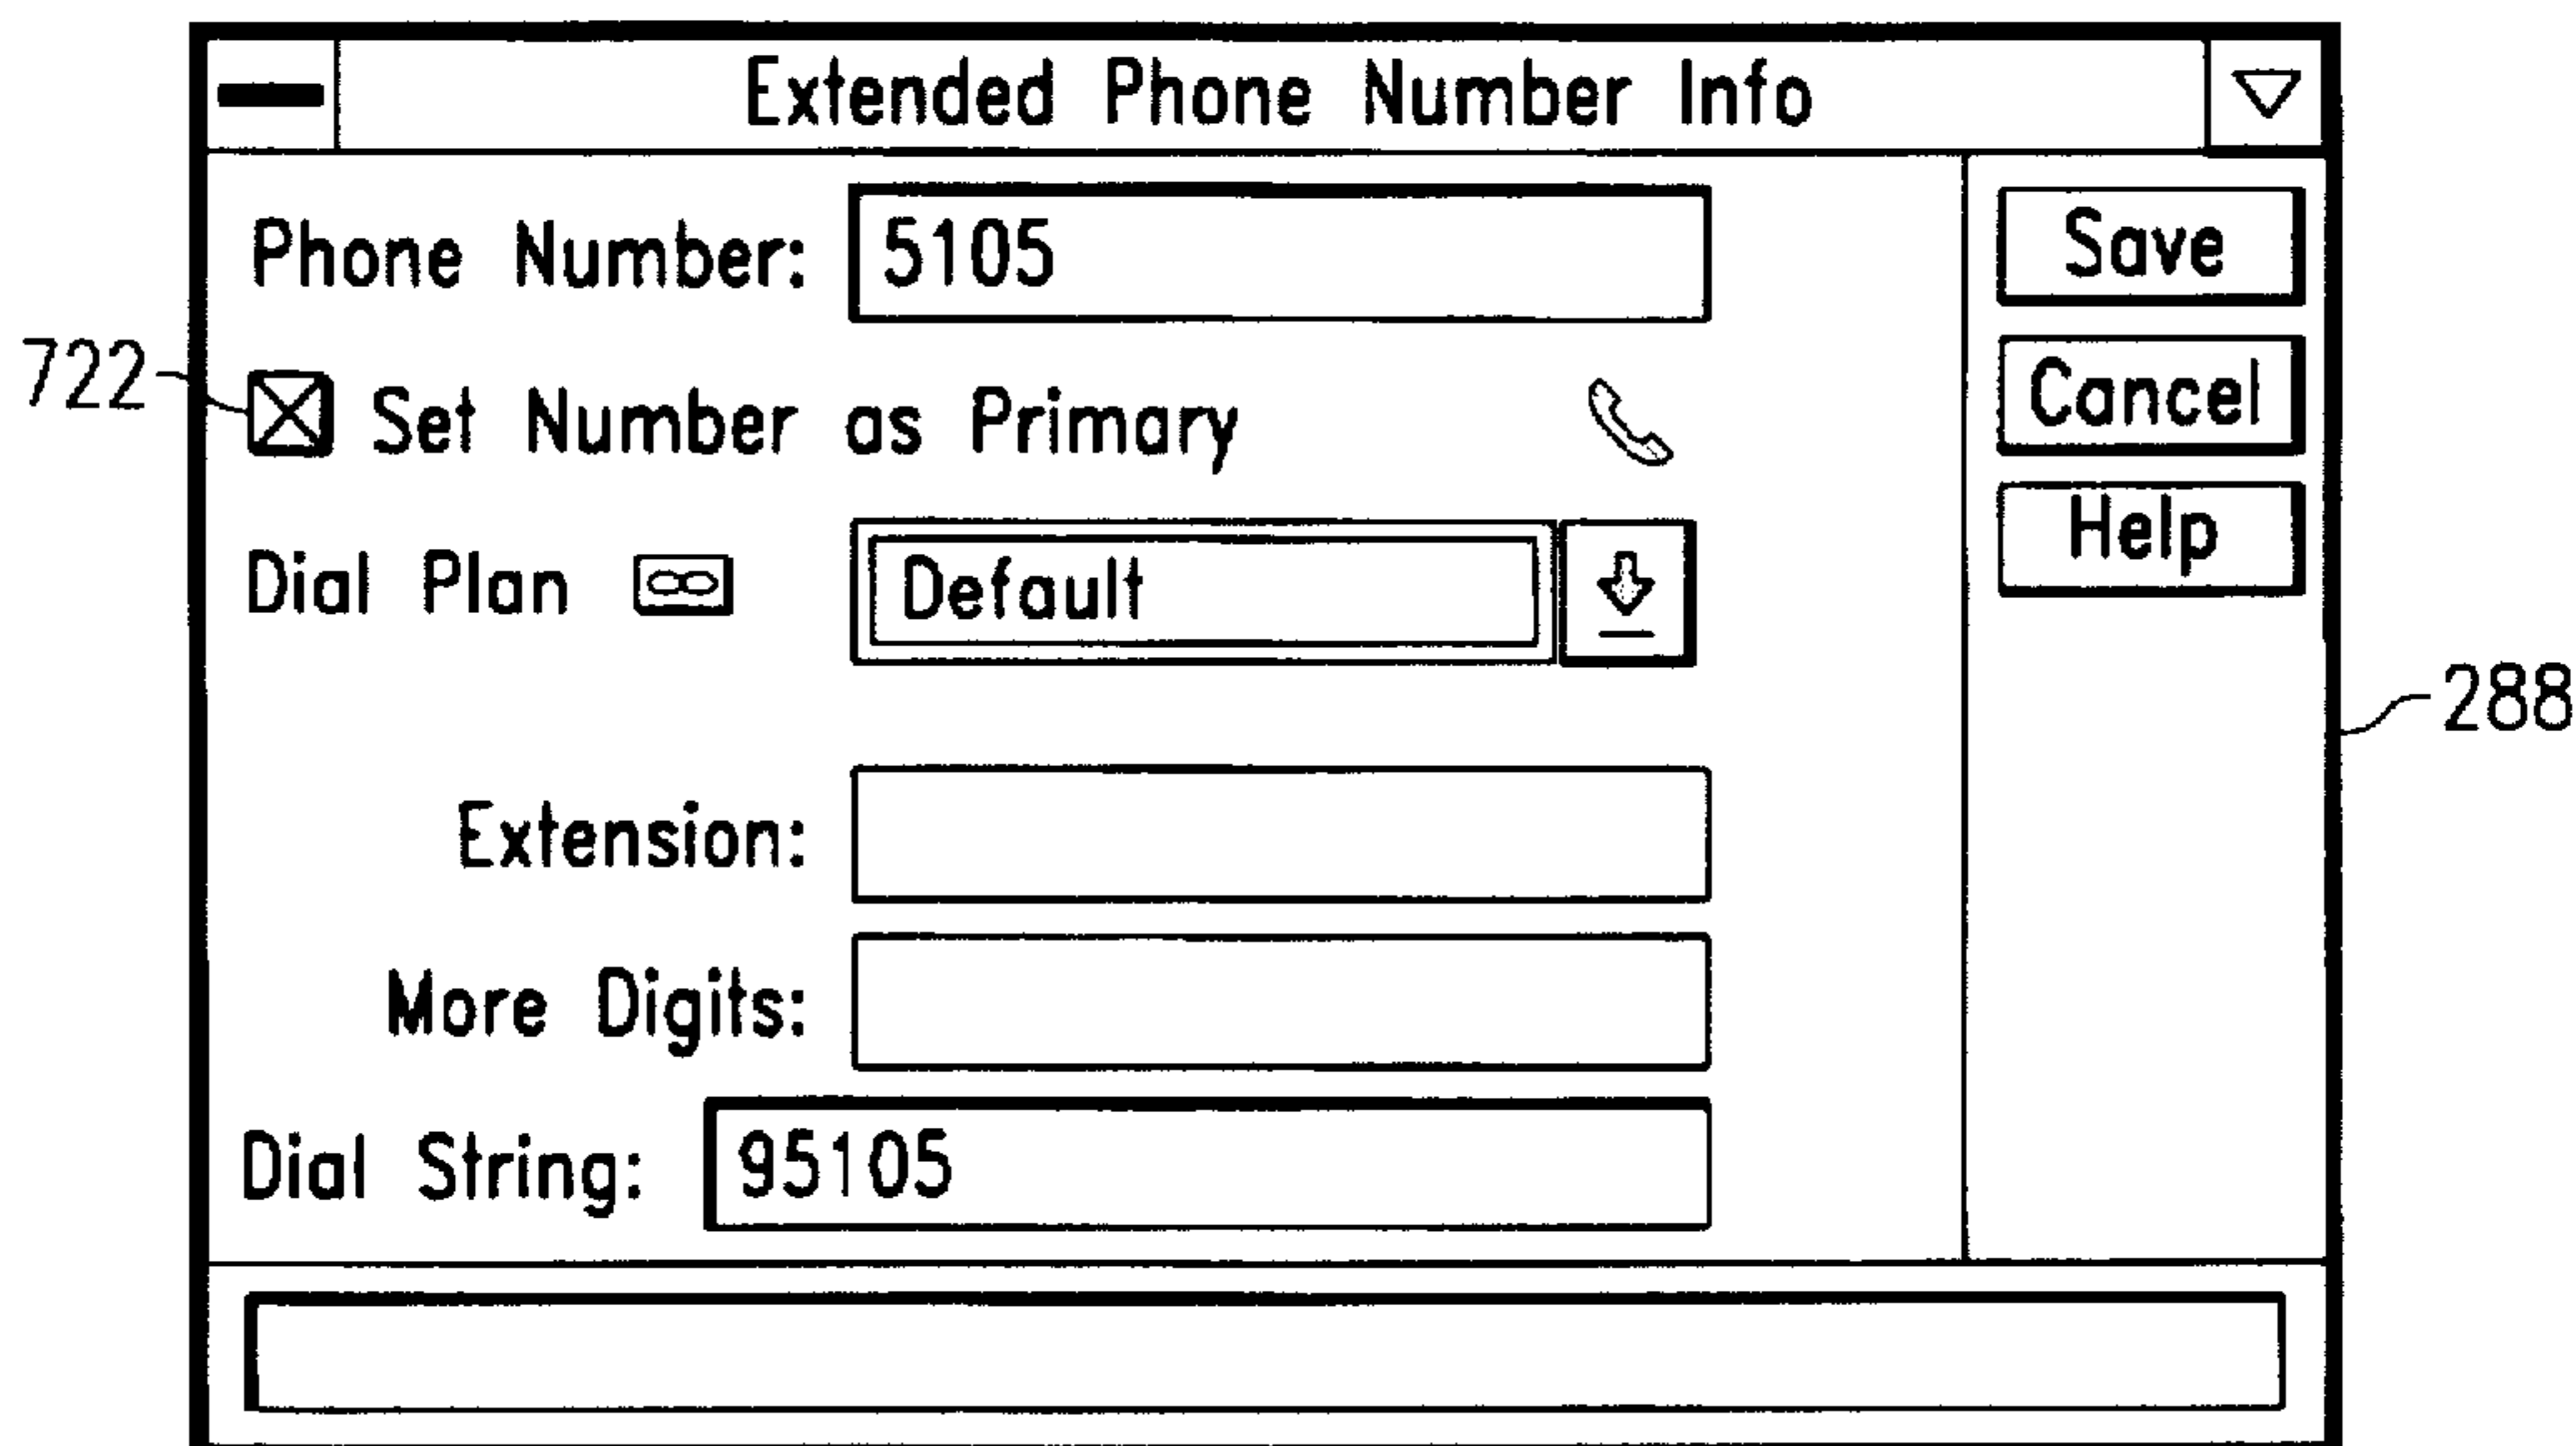 Extended Phone Number Info
Phone Number: 5105
Save
722
Set Number as Primary
Cancel
Dial Plan Default
Help
288
Extension:
More Digits:
Dial String: 95105